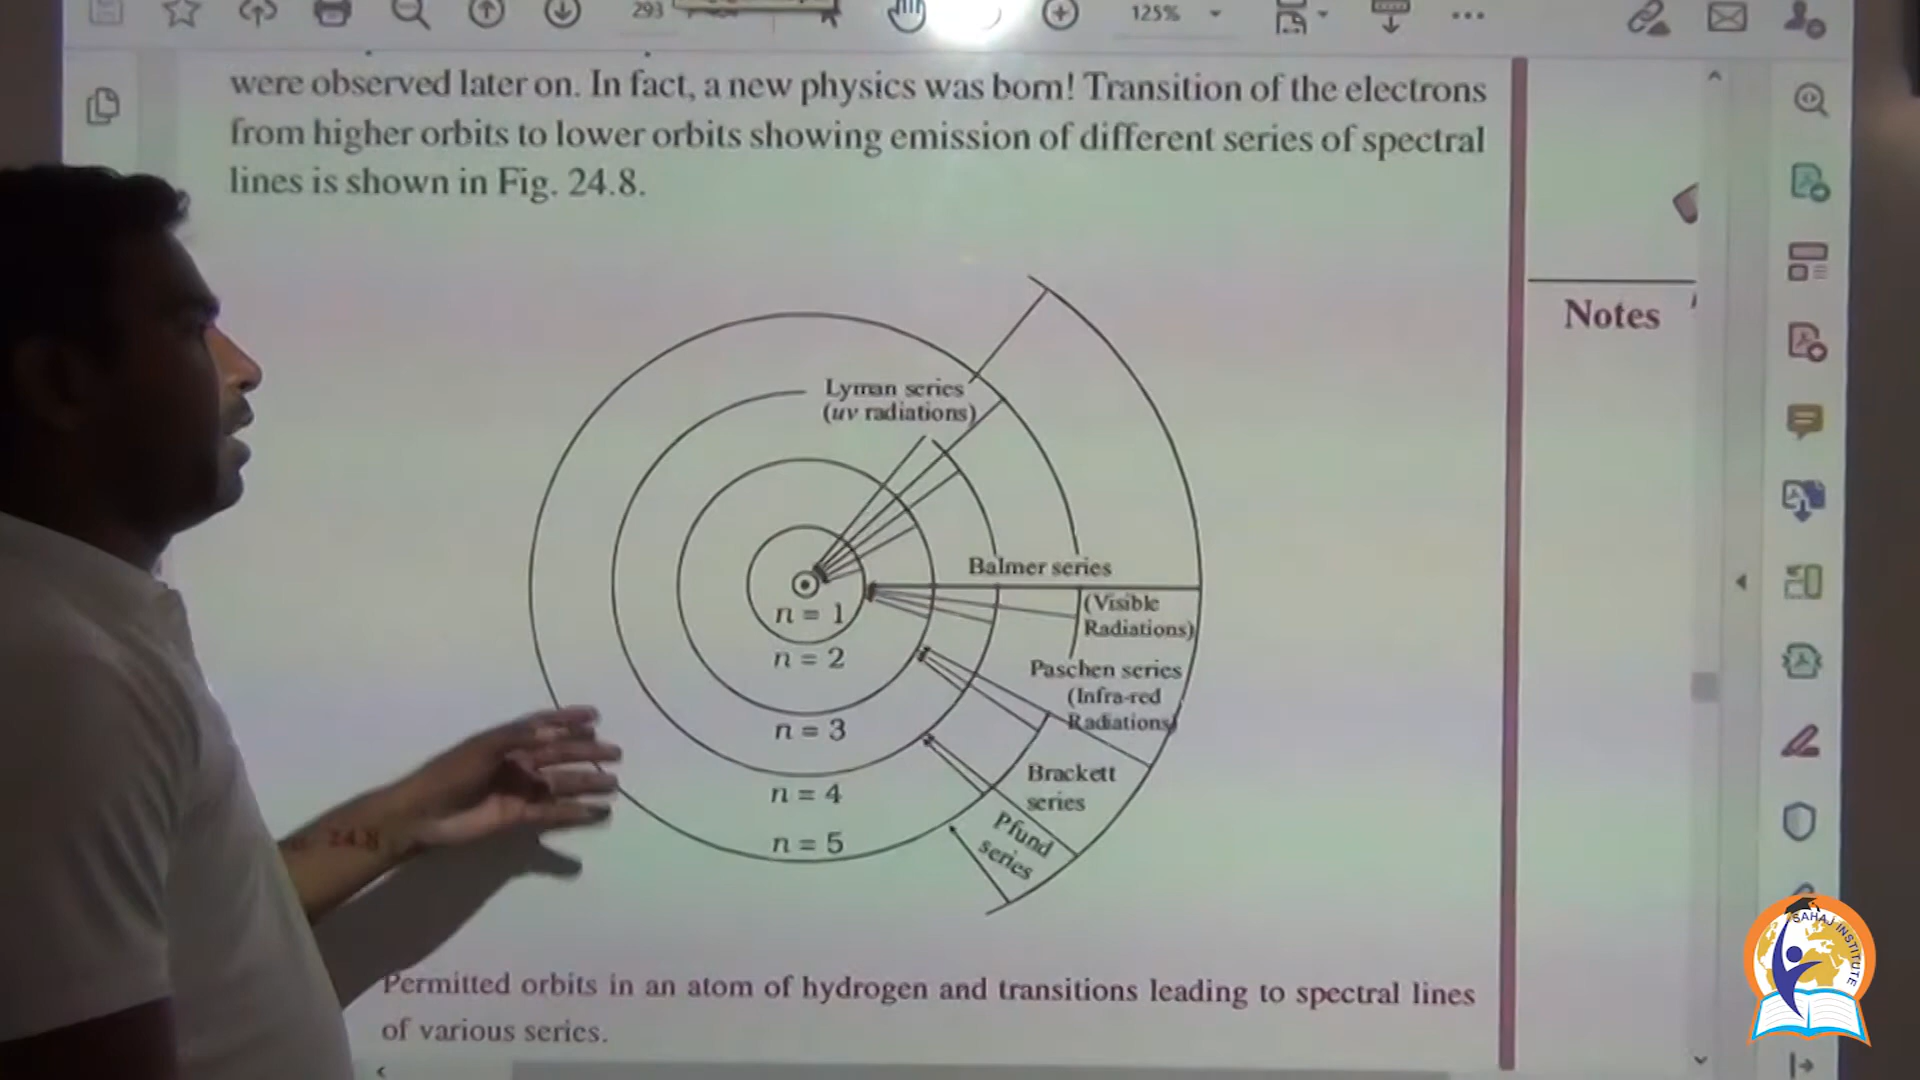 293
125%
were observed later on. In fact, a new physics was born! Transition of the electrons
from higher orbits to lower orbits showing emission of different series of spectral
lines is shown in Fig. 24.8.
Notes
Lyman series
(uv radiations)
Balmer series
(Visible
Radiations)
n = 1
n = 2
Paschen series
(Infra-red
Radiations)
n = 3
Brackett
series
n = 4
Pfund
series
n = 5
24.8
Permitted orbits in an atom of hydrogen and transitions leading to spectral lines
of various series.
SAHAJ INSTITUTE